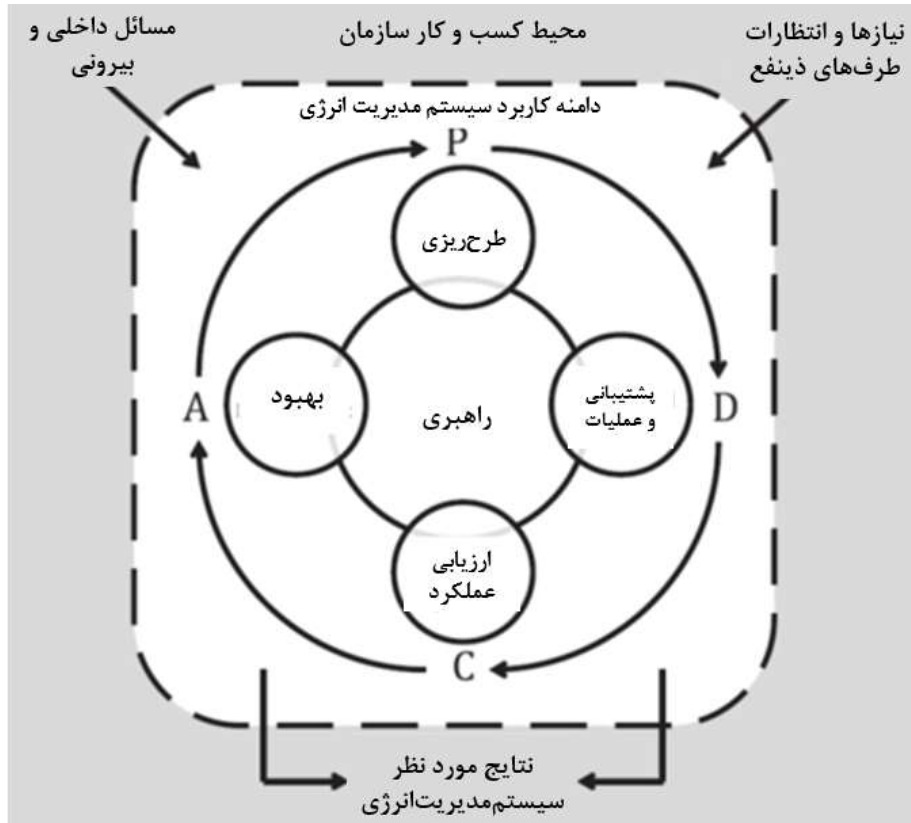 محیط کسب و کار سازمان
نیازها و انتظارات
طرف‌های ذینفع
مسائل داخلی و
بیرونی
دامنه کاربرد سیستم مدیریت انرژی
P
طرح‌ریزی
پشتیبانی
و عملیات
D
راهبری
بهبود
A
ارزیابی
عملکرد
C
نتایج مورد نظر
سیستم‌مدیریت‌انرژی